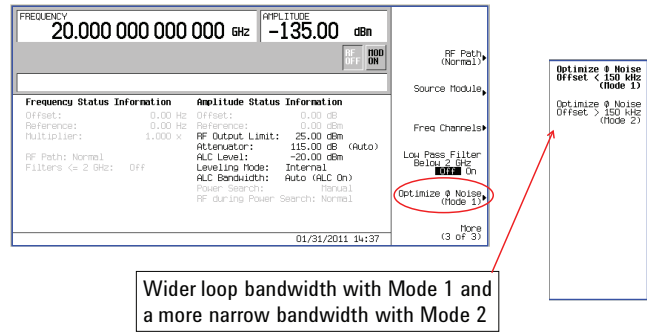 FREQUENCY
20.000 000 000 000 GHz
AMPLITUDE
-135.00 dBm
RF OFF
MOD ON
Frequency Status Information
Offset: 0.00 Hz
Reference: 0.00 Hz
Multiplier: 1.000 ×
RF Path: Normal
Filters <= 2 GHz: Off
Amplitude Status Information
Offset: 0.00 dB
Reference: 0.00 dBm
RF Output Limit: 25.00 dBm
Attenuator: 115.00 dB (Auto)
ALC Level: -20.00 dBm
Leveling Mode: Internal
ALC Bandwidth: Auto (ALC On)
Power Search: Manual
RF during Power Search: Normal
01/31/2011 14:37
RF Path
(Normal)
Source Module
Freq Channels
Low Pass Filter
Below 2 GHz
Off On
Optimize Φ Noise
(Mode 1)
More
(3 of 3)
Optimize Φ Noise
Offset < 150 kHz
(Mode 1)
Optimize Φ Noise
Offset > 150 kHz
(Mode 2)
Wider loop bandwidth with Mode 1 and
a more narrow bandwidth with Mode 2